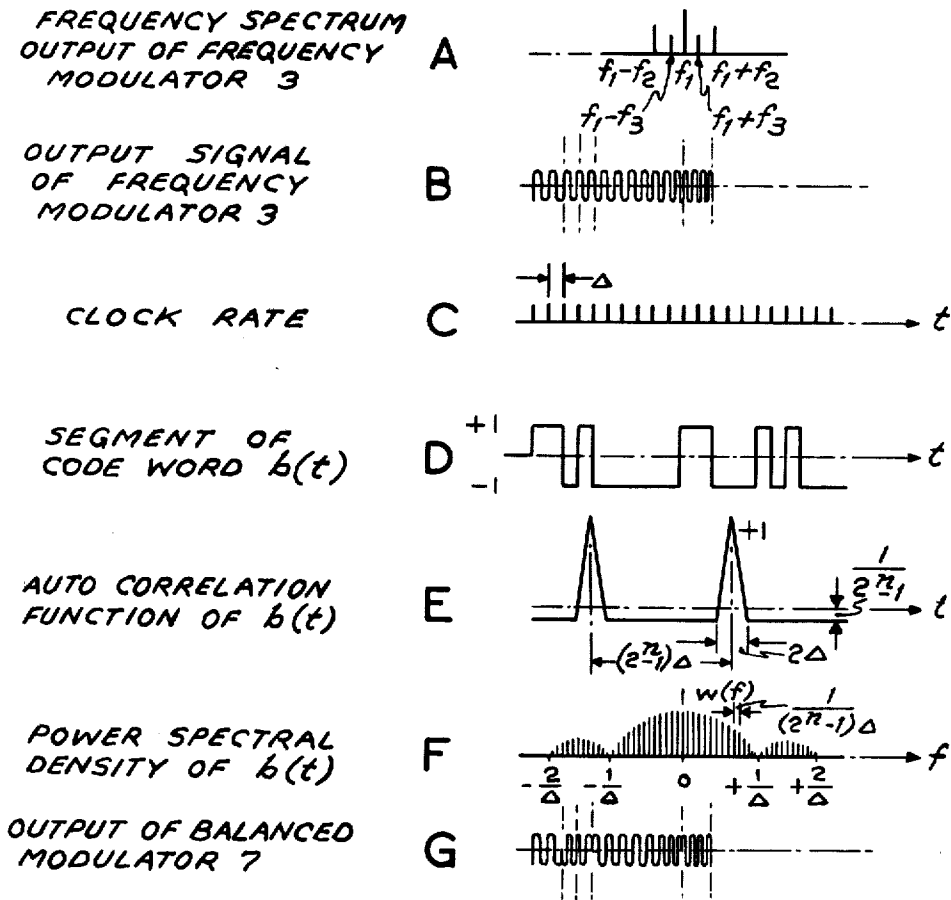 FREQUENCY SPECTRUM
OUTPUT OF FREQUENCY
MODULATOR 3
A
f₁-f₂ f₁ f₁+f₂
f₁-f₃ f₁+f₃
OUTPUT SIGNAL
OF FREQUENCY
MODULATOR 3
B
Δ
CLOCK RATE
C
t
SEGMENT OF
CODE WORD b(t)
D
+1
-1
t
AUTO CORRELATION
FUNCTION OF b(t)
E
+1
1/2ⁿ-1
t
(2ⁿ-1)Δ
2Δ
POWER SPECTRAL
DENSITY OF b(t)
F
w(f)
1/(2ⁿ-1)Δ
f
-2/Δ -1/Δ 0 +1/Δ +2/Δ
OUTPUT OF BALANCED
MODULATOR 7
G